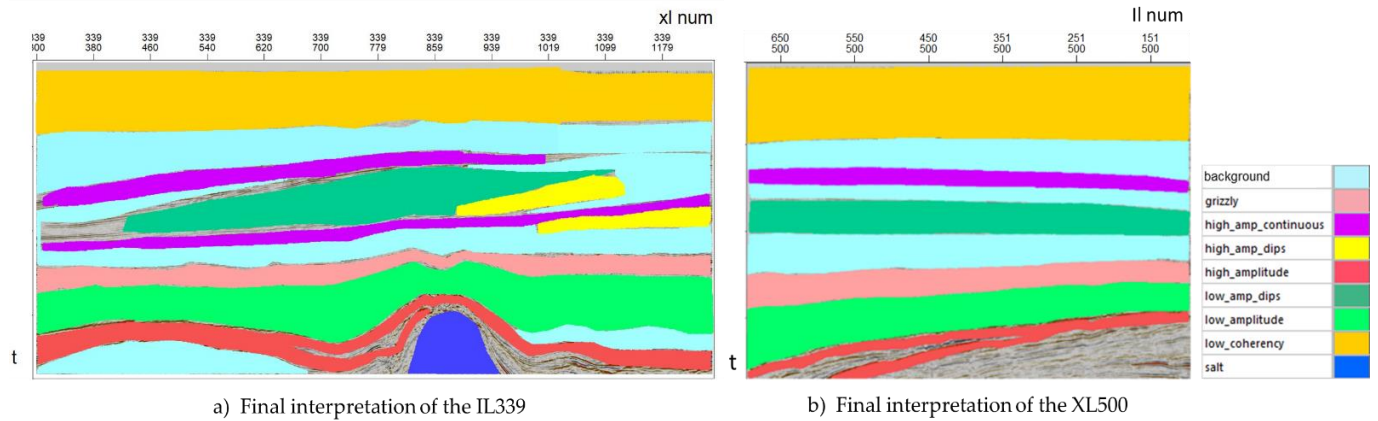 xl num
339 339 339 339 339 339 339 339 339 339 339 339
300 380 460 540 620 700 779 859 939 1019 1099 1179
t
a) Final interpretation of the IL339
Il num
650 550 450 351 251 151
500 500 500 500 500 500
t
b) Final interpretation of the XL500
background
grizzly
high_amp_continuous
high_amp_dips
high_amplitude
low_amp_dips
low_amplitude
low_coherency
salt